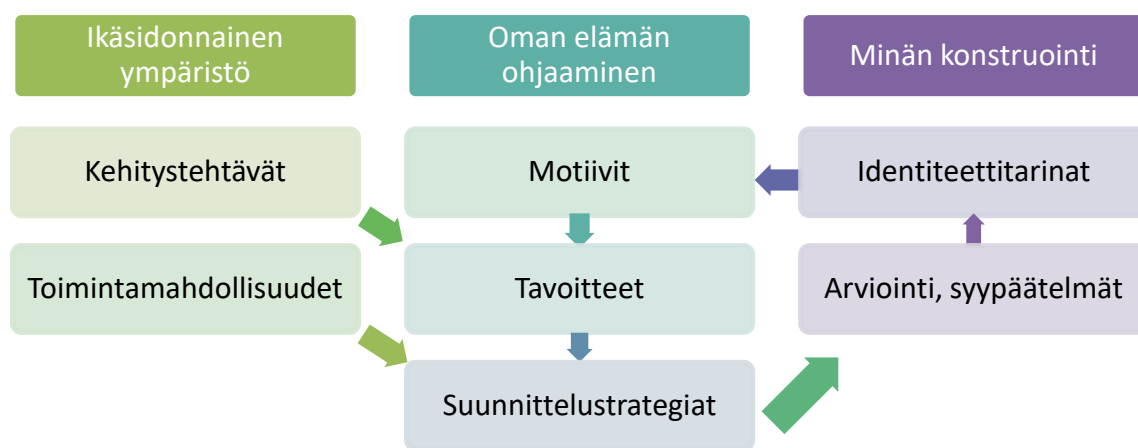 Ikäsidonnainen
ympäristö
Oman elämän
ohjaaminen
Minän konstruointi
Kehitystehtävät
Motiivit
Identiteettitarinat
Toimintamahdollisuudet
Tavoitteet
Arviointi, syypäätelmät
Suunnittelustrategiat